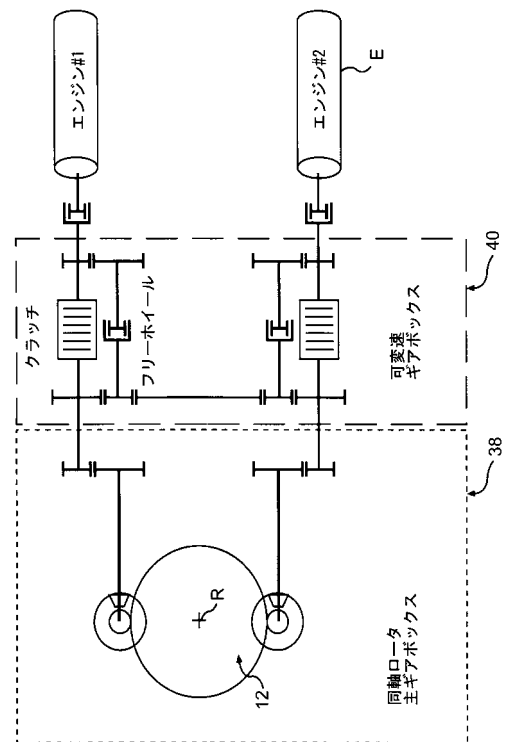 エンジン#1
エンジン#2
E
クラッチ
フリーホイール
可変速
ギアボックス
40
38
R
12
同軸ロータ
主ギアボックス